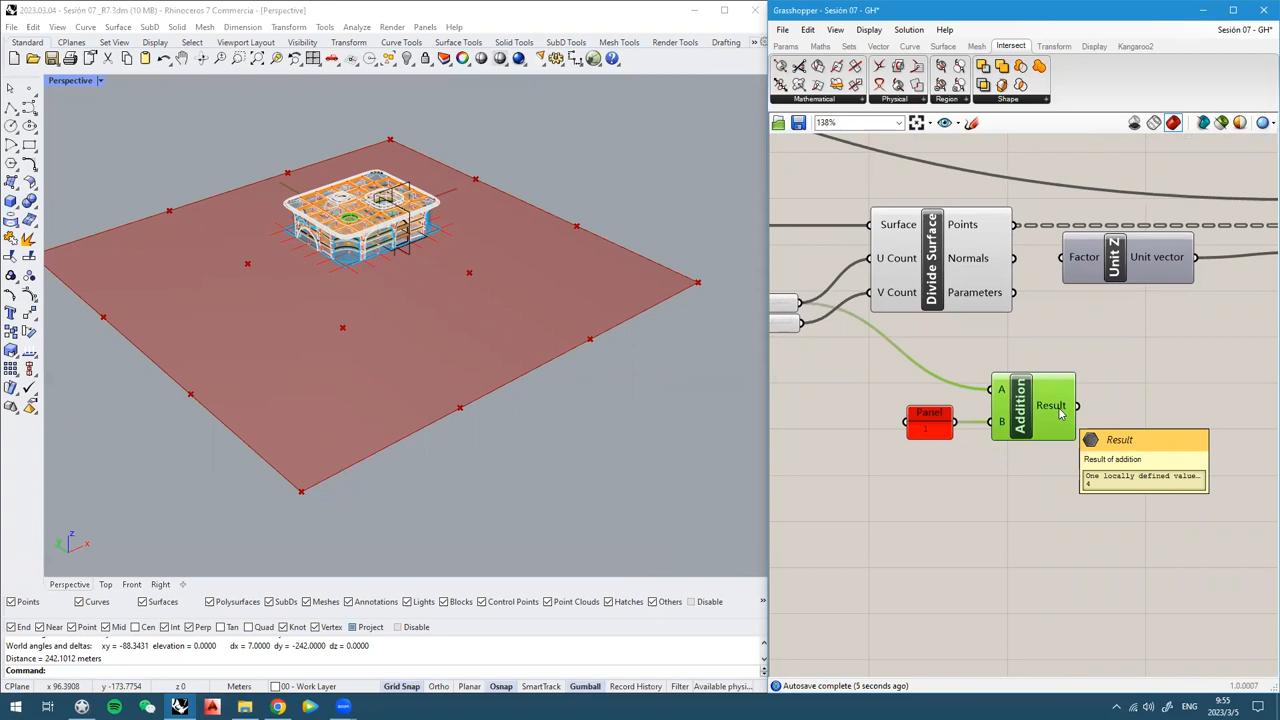 2023.03.04 - Sesión 07_R7.3dm (10 MB) - Rhinoceros 7 Commercial - [Perspective]
File Edit View Curve Surface SubD Solid Mesh Dimension Transform Tools Analyze Render Panels Help
Standard CPlanes Set View Display Select Viewport Layout Visibility Transform Curve Tools Surface Tools Solid Tools SubD Tools Mesh Tools Render Tools Drafting
Perspective
z
y
x
Perspective Top Front Right
Points Curves Surfaces Polysurfaces SubDs Meshes Annotations Lights Blocks Control Points Point Clouds Hatches Others Disable
End Near Point Mid Cen Int Perp Tan Quad Knot Vertex Project Disable
World angles and deltas: xy = -88.3431 elevation = 0.0000 dx = 7.0000 dy = -242.0000 dz = 0.0000
Distance = 242.1012 meters
Command:
CPlane x 96.3908 y -173.7754 z 0 Meters 00 - Work Layer Grid Snap Ortho Planar Osnap SmartTrack Gumball Record History Filter Available physi...
Grasshopper - Sesión 07 - GH*
File Edit View Display Solution Help Sesión 07 - GH*
Params Maths Sets Vector Curve Surface Mesh Intersect Transform Display Kangaroo2
Mathematical Physical Region Shape
138%
Surface
U Count
V Count
Divide Surface
Points
Normals
Parameters
Factor
Unit Z
Unit vector
Panel
1
A
B
Addition
Result
Result
Result of addition
One locally defined value...
4
Autosave complete (5 seconds ago) 1.0.0007
ENG 9:55
2023/3/5